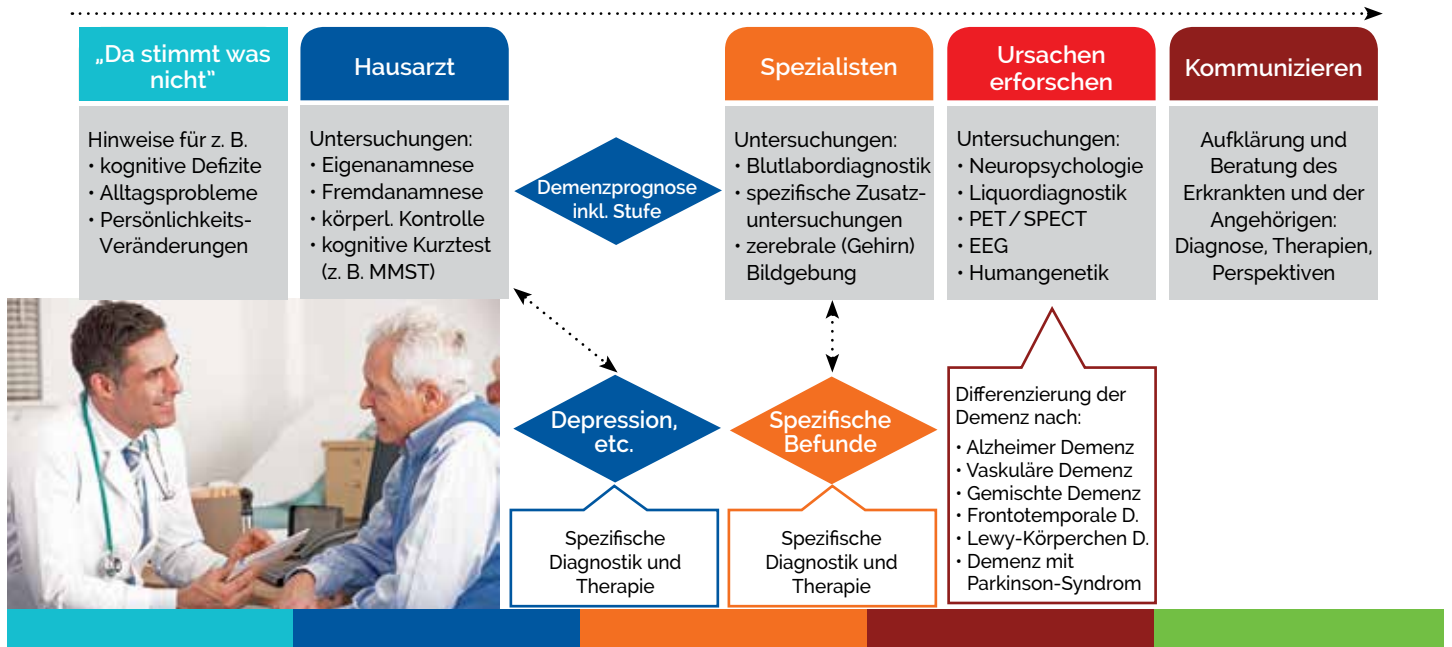 „Da stimmt was
nicht”
Hinweise für z. B.
• kognitive Defizite
• Alltagsprobleme
• Persönlichkeits-
Veränderungen
Hausarzt
Untersuchungen:
• Eigenanamnese
• Fremdanamnese
• körperl. Kontrolle
• kognitive Kurztest
(z. B. MMST)
Demenzprognose
inkl. Stufe
Depression,
etc.
Spezifische
Diagnostik und
Therapie
Spezialisten
Untersuchungen:
• Blutlabordiagnostik
• spezifische Zusatz-
untersuchungen
• zerebrale (Gehirn)
Bildgebung
Spezifische
Befunde
Spezifische
Diagnostik und
Therapie
Ursachen
erforschen
Untersuchungen:
• Neuropsychologie
• Liquordiagnostik
• PET / SPECT
• EEG
• Humangenetik
Differenzierung der
Demenz nach:
• Alzheimer Demenz
• Vaskuläre Demenz
• Gemischte Demenz
• Frontotemporale D.
• Lewy-Körperchen D.
• Demenz mit
Parkinson-Syndrom
Kommunizieren
Aufklärung und
Beratung des
Erkrankten und der
Angehörigen:
Diagnose, Therapien,
Perspektiven